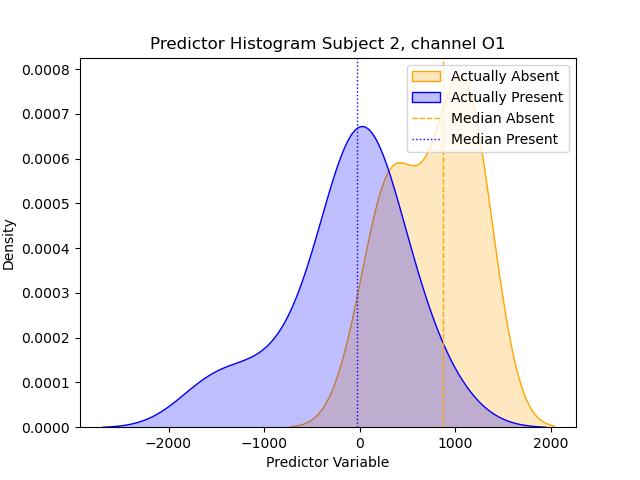 Predictor Histogram Subject 2, channel O1
Actually Absent
Actually Present
Median Absent
Median Present
Density
0.0008
0.0007
0.0006
0.0005
0.0004
0.0003
0.0002
0.0001
0.0000
−2000 −1000 0 1000 2000
Predictor Variable